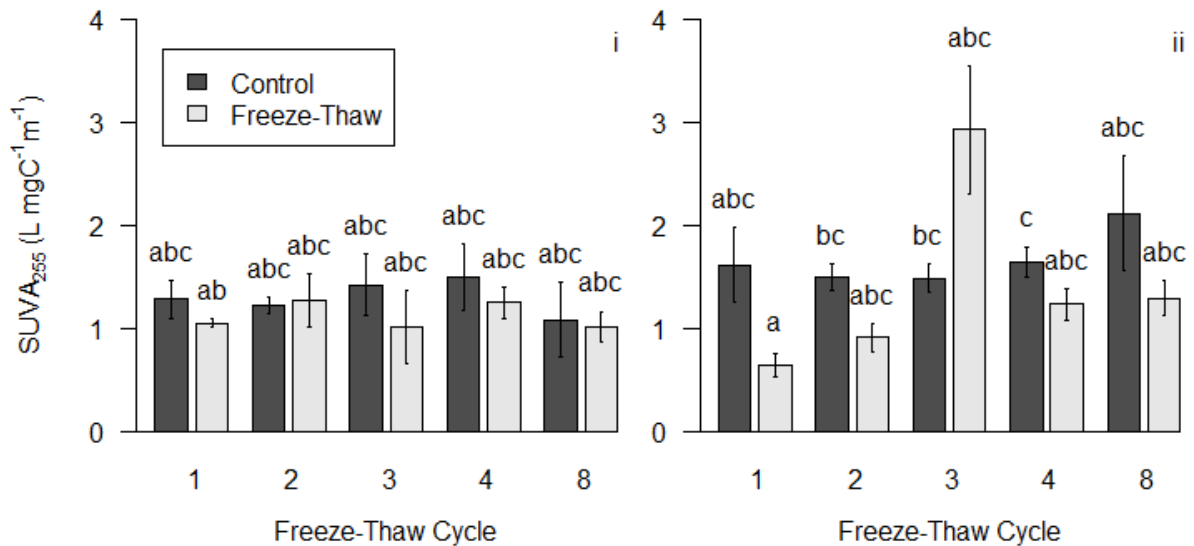 SUVA255 (L mgC-1m-1)
4
3
2
1
0
i
Control
Freeze-Thaw
abc
ab
abc
abc
abc
abc
abc
abc
abc
abc
1
2
3
4
8
Freeze-Thaw Cycle
4
3
2
1
0
ii
abc
a
bc
abc
bc
abc
c
abc
abc
abc
1
2
3
4
8
Freeze-Thaw Cycle